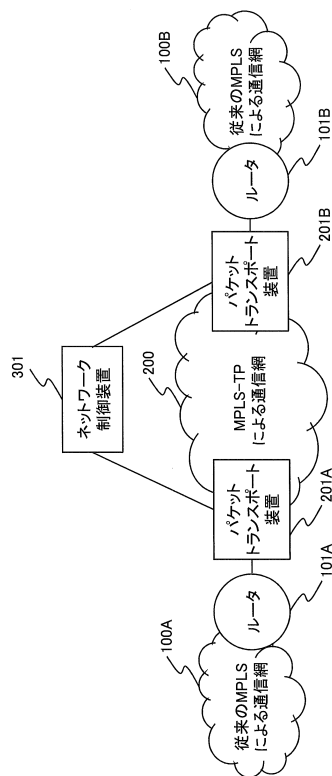 301
ネットワーク
制御装置
200
MPLS-TP
による通信網
100A
従来のMPLS
による通信網
101A
ルータ
201A
パケット
トランスポート
装置
201B
パケット
トランスポート
装置
101B
ルータ
100B
従来のMPLS
による通信網